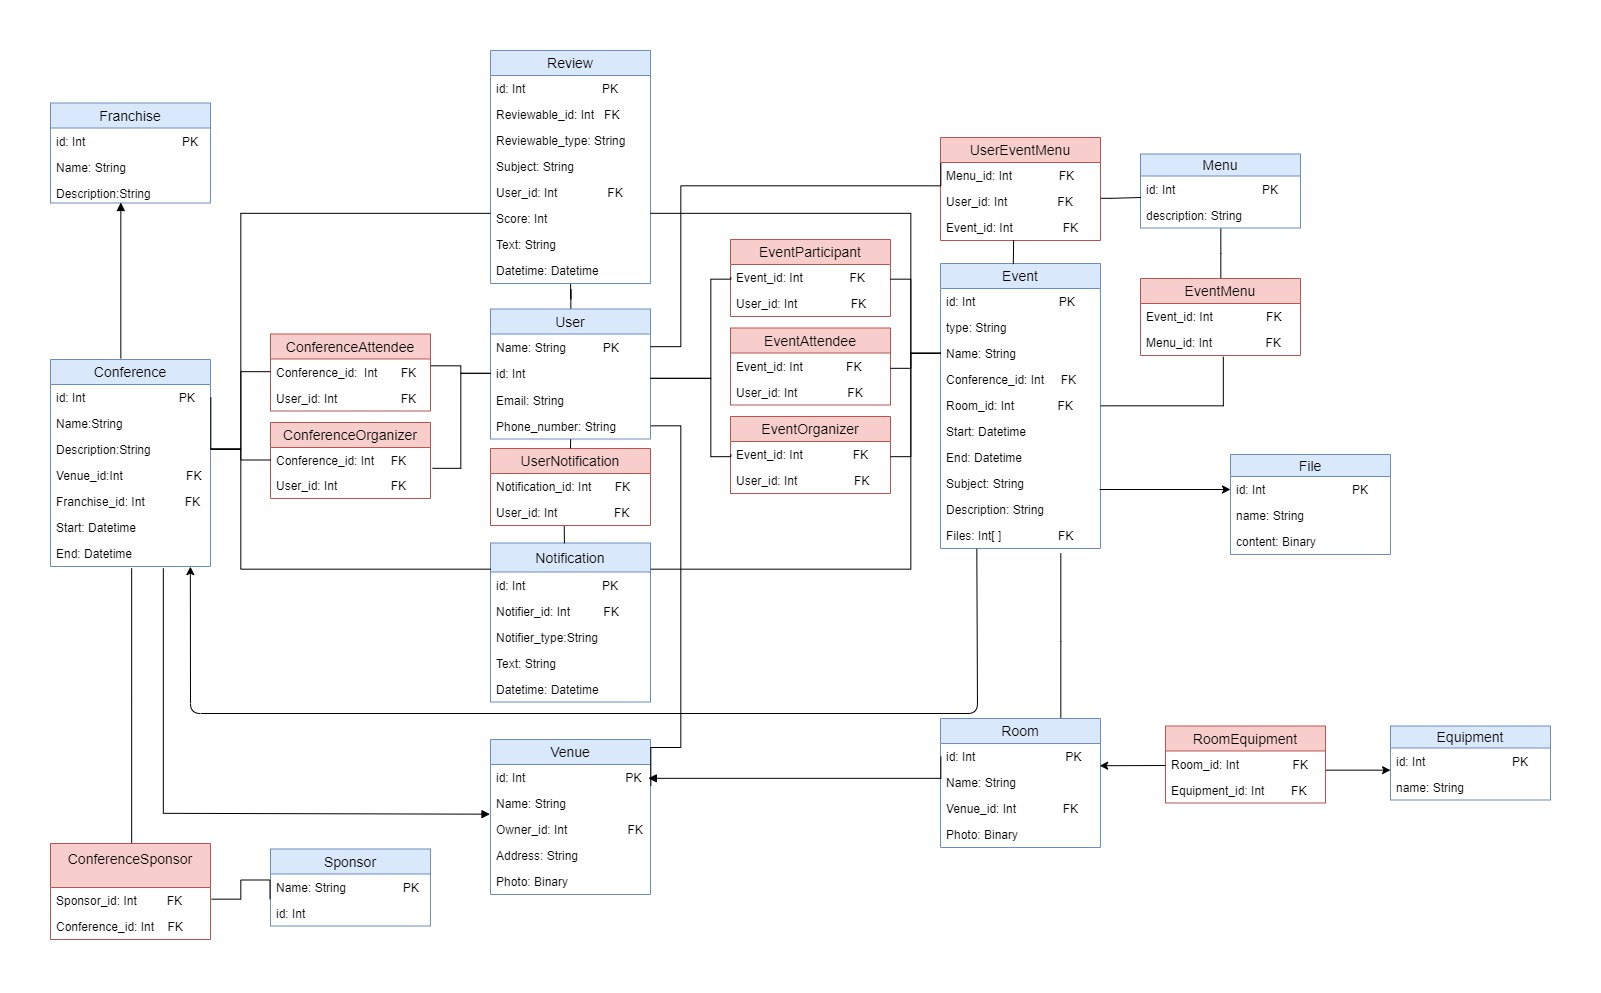 Review
id: Int PK
Reviewable_id: Int FK
Reviewable_type: String
Subject: String
User_id: Int FK
Score: Int
Text: String
Datetime: Datetime
Franchise
id: Int PK
Name: String
Description:String
UserEventMenu
Menu_id: Int FK
User_id: Int FK
Event_id: Int FK
Menu
id: Int PK
description: String
EventParticipant
Event_id: Int FK
User_id: Int FK
Event
id: Int PK
type: String
Name: String
Conference_id: Int FK
Room_id: Int FK
Start: Datetime
End: Datetime
Subject: String
Description: String
Files: Int[ ] FK
EventMenu
Event_id: Int FK
Menu_id: Int FK
User
Name: String PK
id: Int
Email: String
Phone_number: String
EventAttendee
Event_id: Int FK
User_id: Int FK
ConferenceAttendee
Conference_id: Int FK
User_id: Int FK
Conference
id: Int PK
Name:String
Description:String
Venue_id:Int FK
Franchise_id: Int FK
Start: Datetime
End: Datetime
EventOrganizer
Event_id: Int FK
User_id: Int FK
ConferenceOrganizer
Conference_id: Int FK
User_id: Int FK
UserNotification
Notification_id: Int FK
User_id: Int FK
File
id: Int PK
name: String
content: Binary
Notification
id: Int PK
Notifier_id: Int FK
Notifier_type:String
Text: String
Datetime: Datetime
Room
id: Int PK
Name: String
Venue_id: Int FK
Photo: Binary
RoomEquipment
Room_id: Int FK
Equipment_id: Int FK
Equipment
id: Int PK
name: String
Venue
id: Int PK
Name: String
Owner_id: Int FK
Address: String
Photo: Binary
ConferenceSponsor
Sponsor_id: Int FK
Conference_id: Int FK
Sponsor
Name: String PK
id: Int